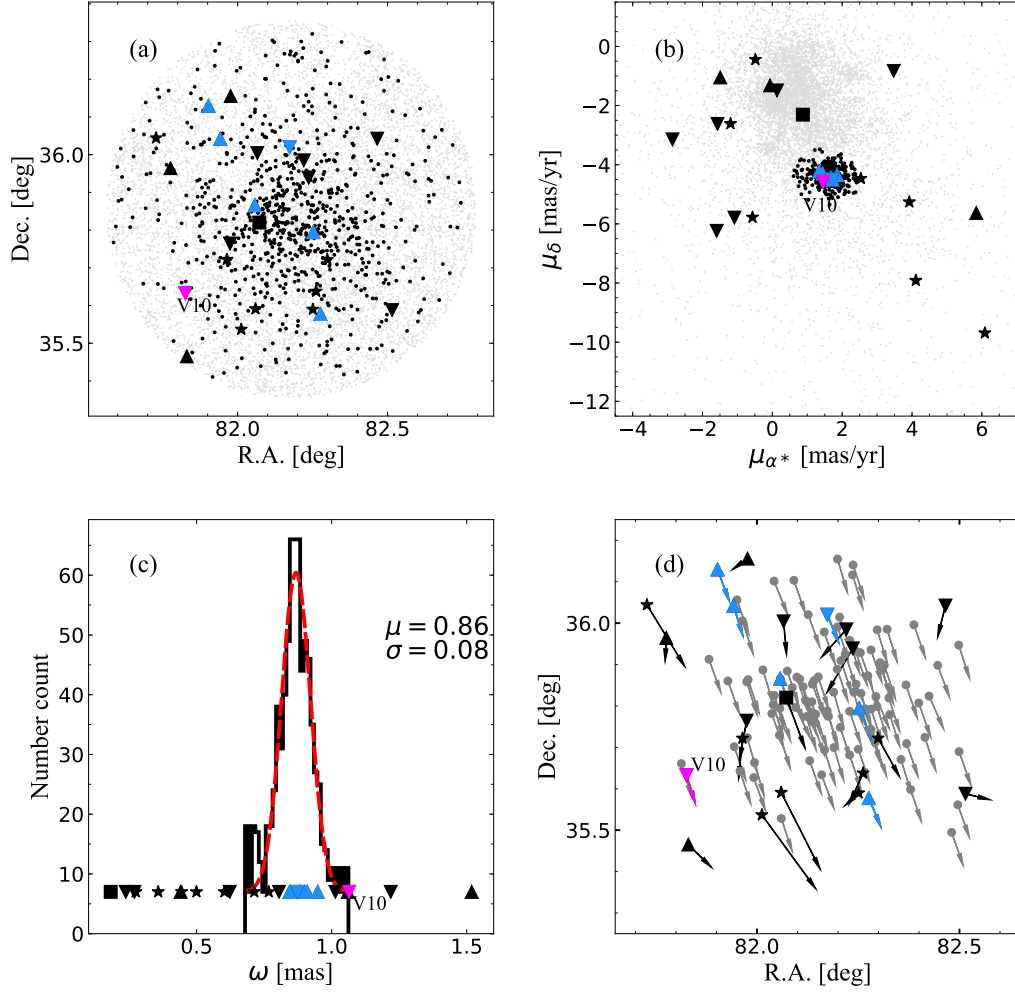 (a)
36.0
35.5
Dec. [deg]
V10
82.0 82.5
R.A. [deg]
(b)
0
−2
−4
−6
−8
−10
−12
μδ [mas/yr]
V10
−4 −2 0 2 4 6
μα* [mas/yr]
(c)
60
50
40
30
20
10
0
Number count
μ = 0.86
σ = 0.08
V10
0.5 1.0 1.5
ω [mas]
(d)
36.0
35.5
Dec. [deg]
V10
82.0 82.5
R.A. [deg]